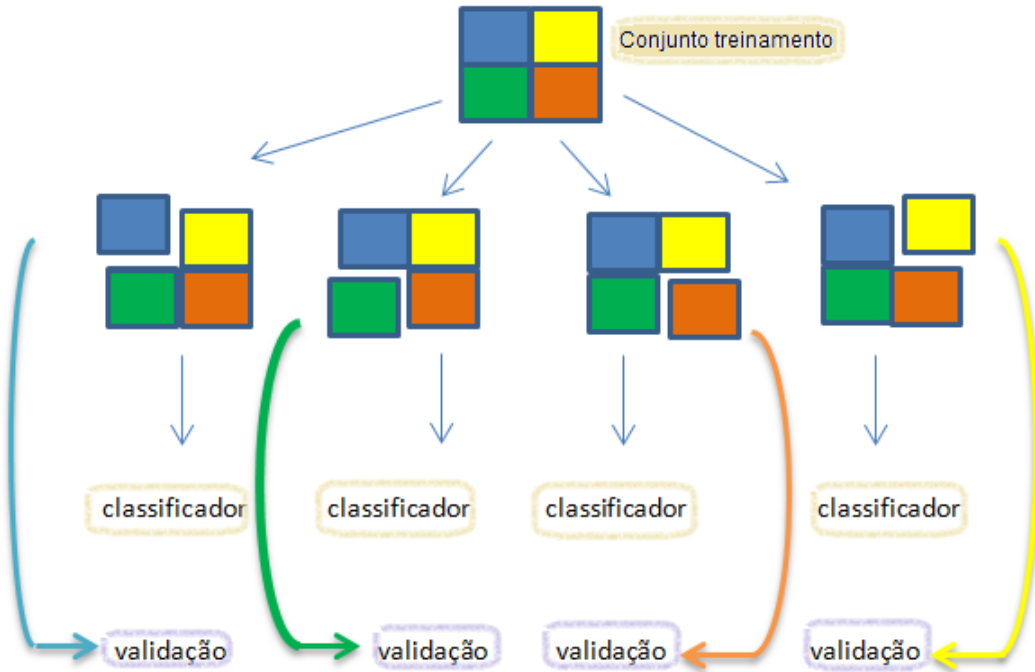 Conjunto treinamento
classificador
classificador
classificador
classificador
validação
validação
validação
validação